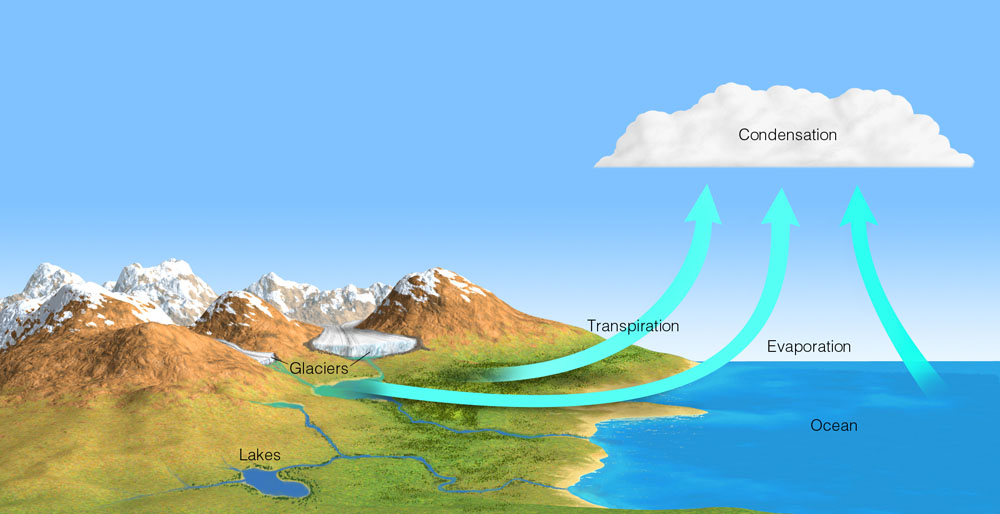 Condensation
Transpiration
Evaporation
Glaciers
Ocean
Lakes